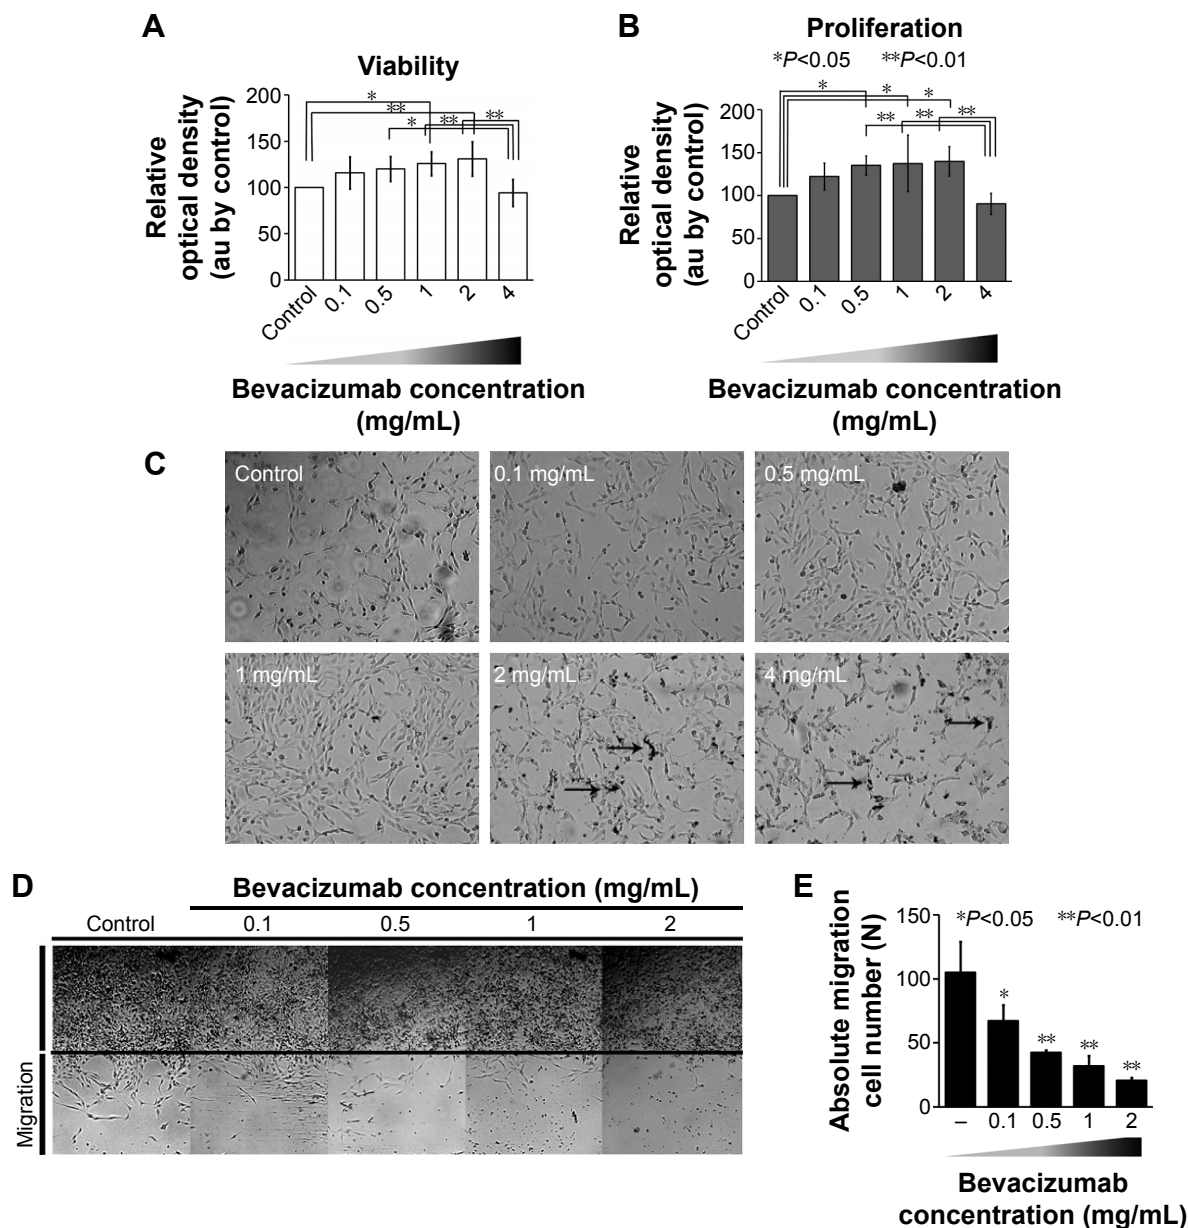 A
Viability
Relative
optical density
(au by control)
200
150
100
50
0
*
**
* ** **
Control
0.1
0.5
1
2
4
Bevacizumab concentration
(mg/mL)
B
Proliferation
*P<0.05 **P<0.01
Relative
optical density
(au by control)
200
150
100
50
0
* * *
** ** **
Control
0.1
0.5
1
2
4
Bevacizumab concentration
(mg/mL)
C
Control
0.1 mg/mL
0.5 mg/mL
1 mg/mL
2 mg/mL
4 mg/mL
D
Bevacizumab concentration (mg/mL)
Control 0.1 0.5 1 2
Migration
E
*P<0.05 **P<0.01
Absolute migration
cell number (N)
150
100
50
0
*
**
**
**
– 0.1 0.5 1 2
Bevacizumab
concentration (mg/mL)